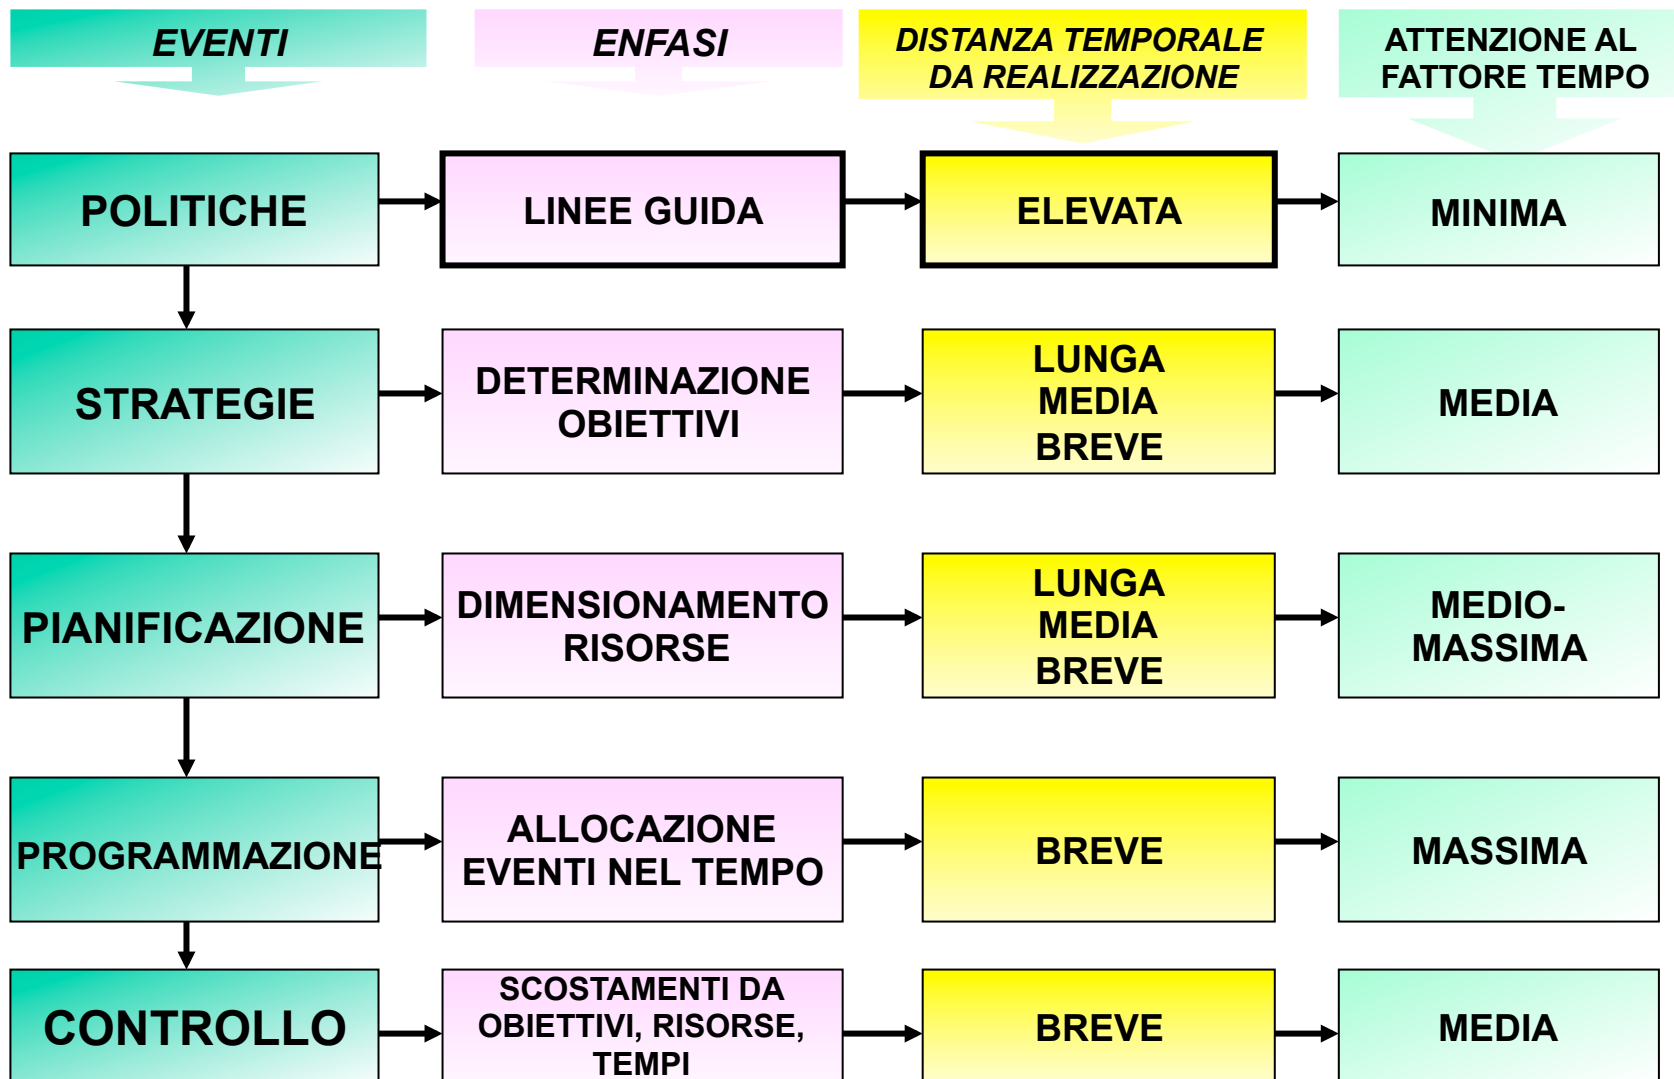 EVENTI
ENFASI
DISTANZA TEMPORALE
DA REALIZZAZIONE
ATTENZIONE AL
FATTORE TEMPO
POLITICHE
LINEE GUIDA
ELEVATA
MINIMA
STRATEGIE
DETERMINAZIONE
OBIETTIVI
LUNGA
MEDIA
BREVE
MEDIA
PIANIFICAZIONE
DIMENSIONAMENTO
RISORSE
LUNGA
MEDIA
BREVE
MEDIO-
MASSIMA
PROGRAMMAZIONE
ALLOCAZIONE
EVENTI NEL TEMPO
BREVE
MASSIMA
CONTROLLO
SCOSTAMENTI DA
OBIETTIVI, RISORSE,
TEMPI
BREVE
MEDIA